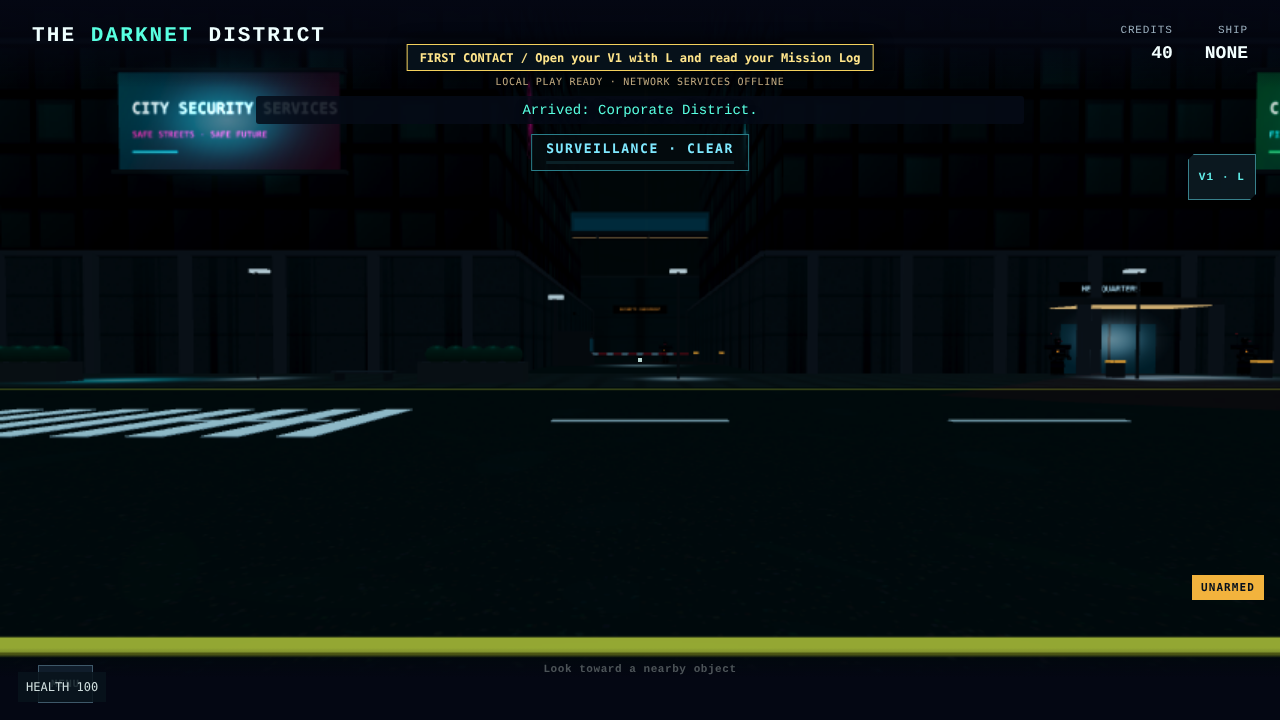 THE DARKNET DISTRICT
CREDITS
40
SHIP
NONE
FIRST CONTACT / Open your V1 with L and read your Mission Log
LOCAL PLAY READY · NETWORK SERVICES OFFLINE
Arrived: Corporate District.
SURVEILLANCE · CLEAR
CITY SECURITY SERVICES
SAFE STREETS · SAFE FUTURE
V1 · L
UNARMED
Look toward a nearby object
HEALTH 100